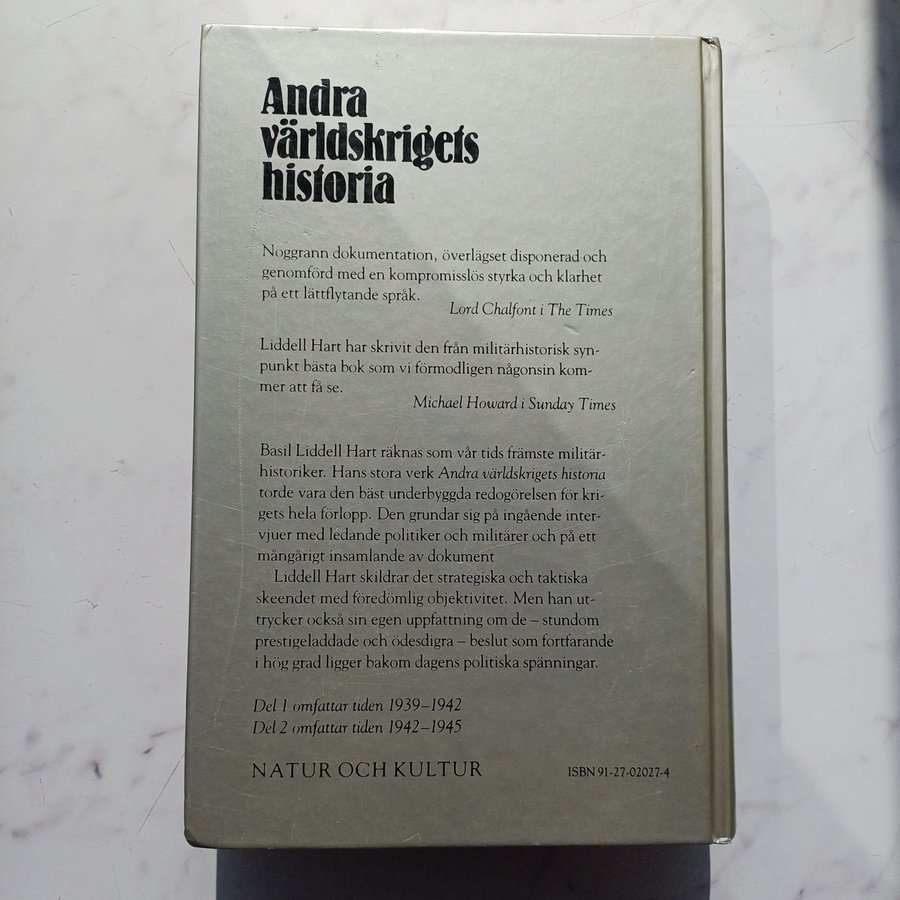 Andra
världskrigets
historia
Noggrann dokumentation, överlägset disponerad och
genomförd med en kompromisslös styrka och klarhet
på ett lättflytande språk.
Lord Chalfont i The Times
Liddell Hart har skrivit den från militärhistorisk syn-
punkt bästa bok som vi förmodligen någonsin kom-
mer att få se.
Michael Howard i Sunday Times
Basil Liddell Hart räknas som vår tids främste militär-
historiker. Hans stora verk Andra världskrigets historia
torde vara den bäst underbyggda redogörelsen för kri-
gets hela förlopp. Den grundar sig på ingående inter-
vjuer med ledande politiker och militärer och på ett
mångårigt insamlande av dokument
Liddell Hart skildrar det strategiska och taktiska
skeendet med föredömlig objektivitet. Men han ut-
trycker också sin egen uppfattning om de – stundom
prestigeladdade och ödesdigra – beslut som fortfarande
i hög grad ligger bakom dagens politiska spänningar.
Del 1 omfattar tiden 1939–1942
Del 2 omfattar tiden 1942–1945
NATUR OCH KULTUR
ISBN 91-27-02027-4